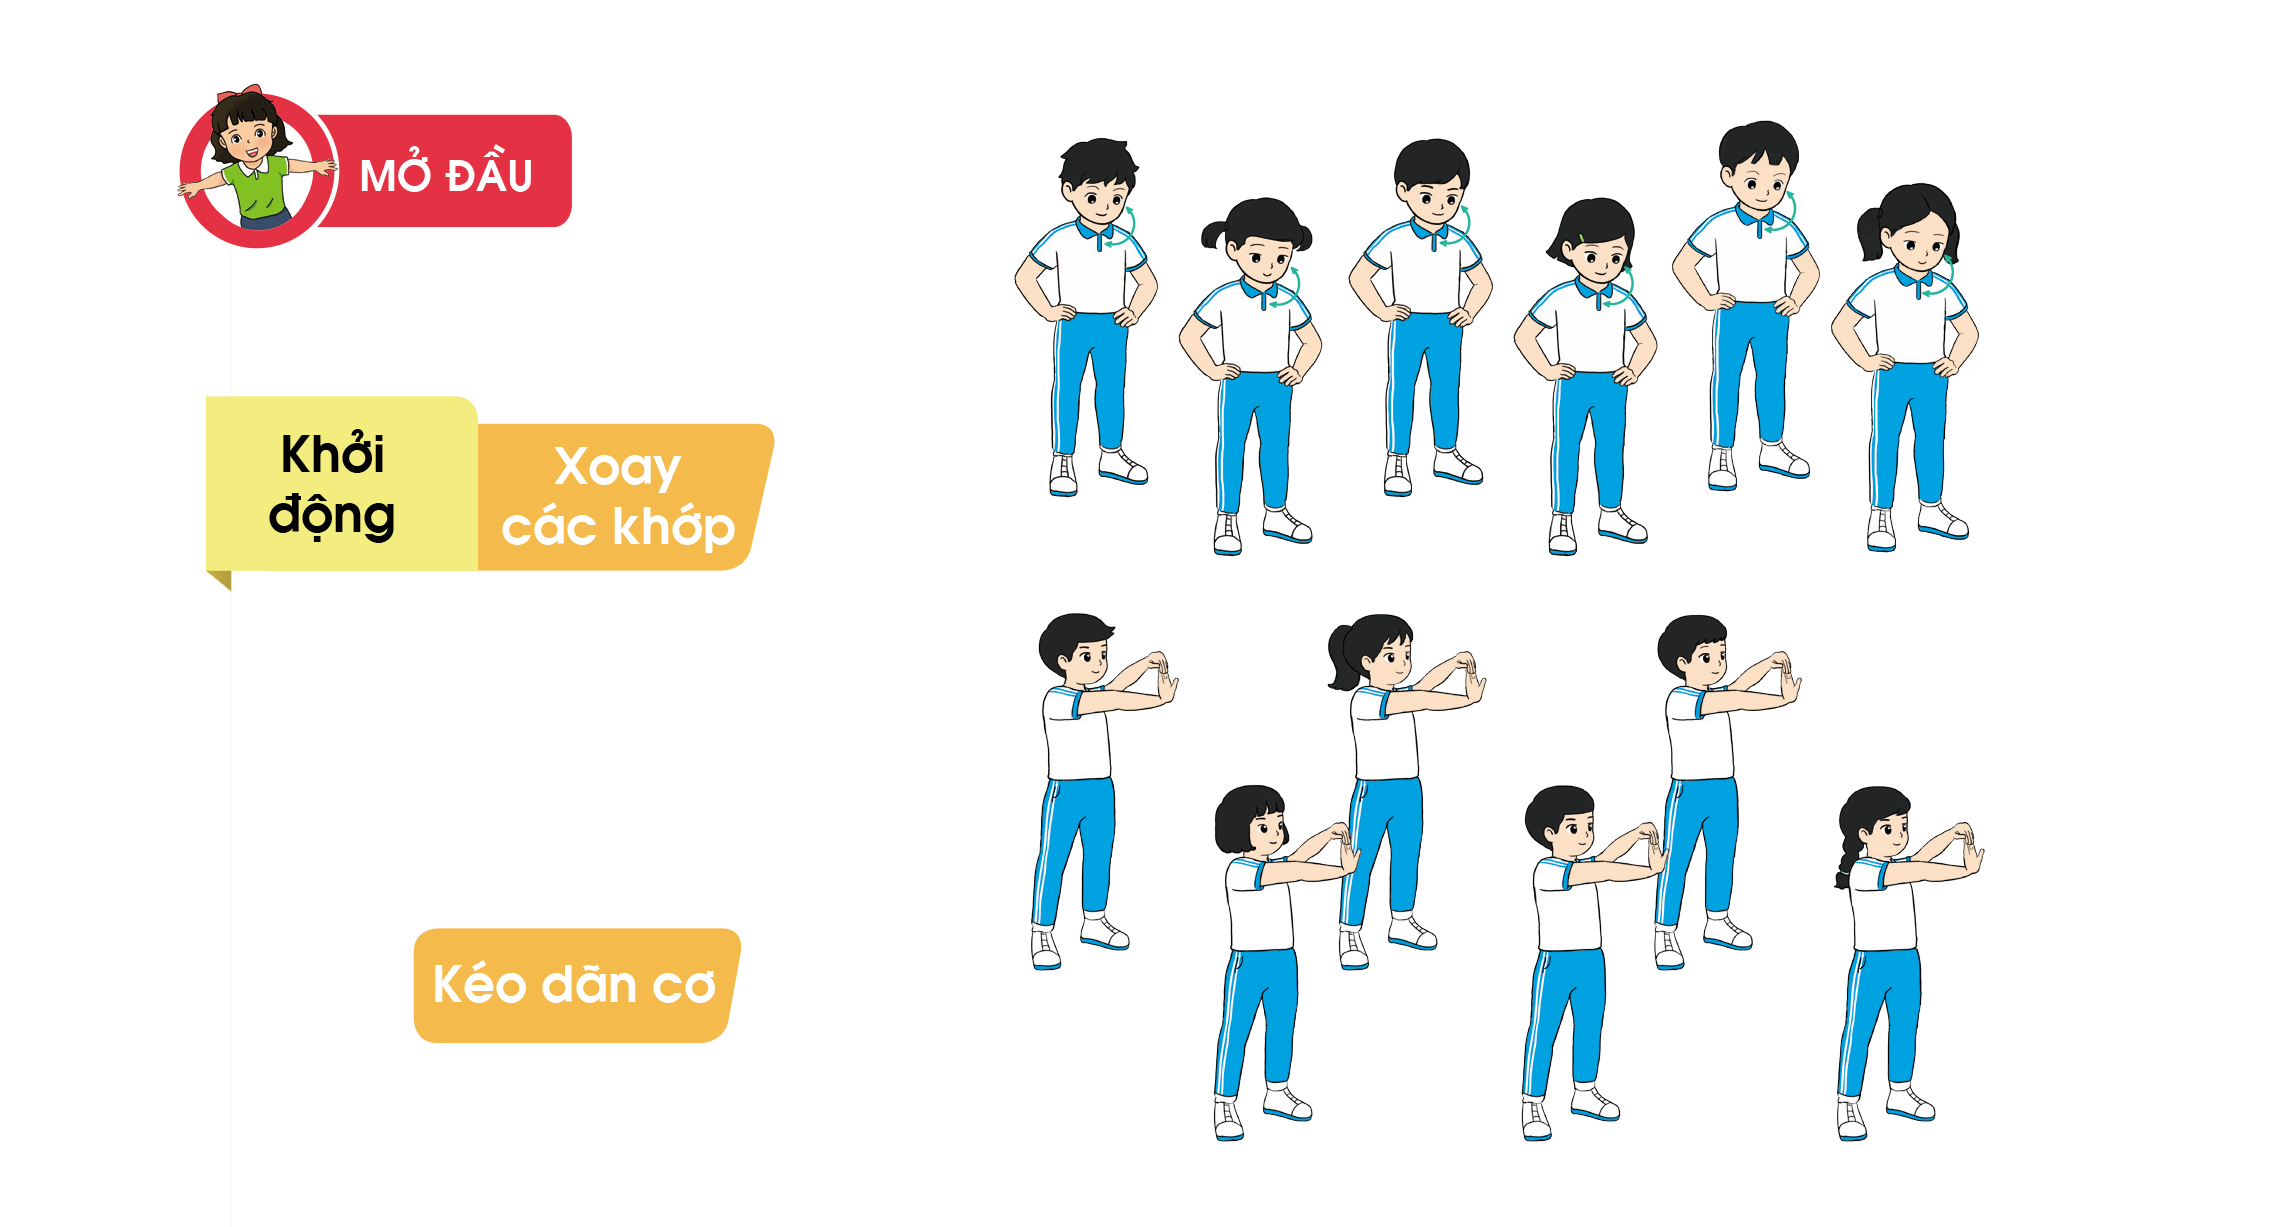 MỞ ĐẦU
Khởi
động
Xoay
các khớp
Kéo dãn cơ